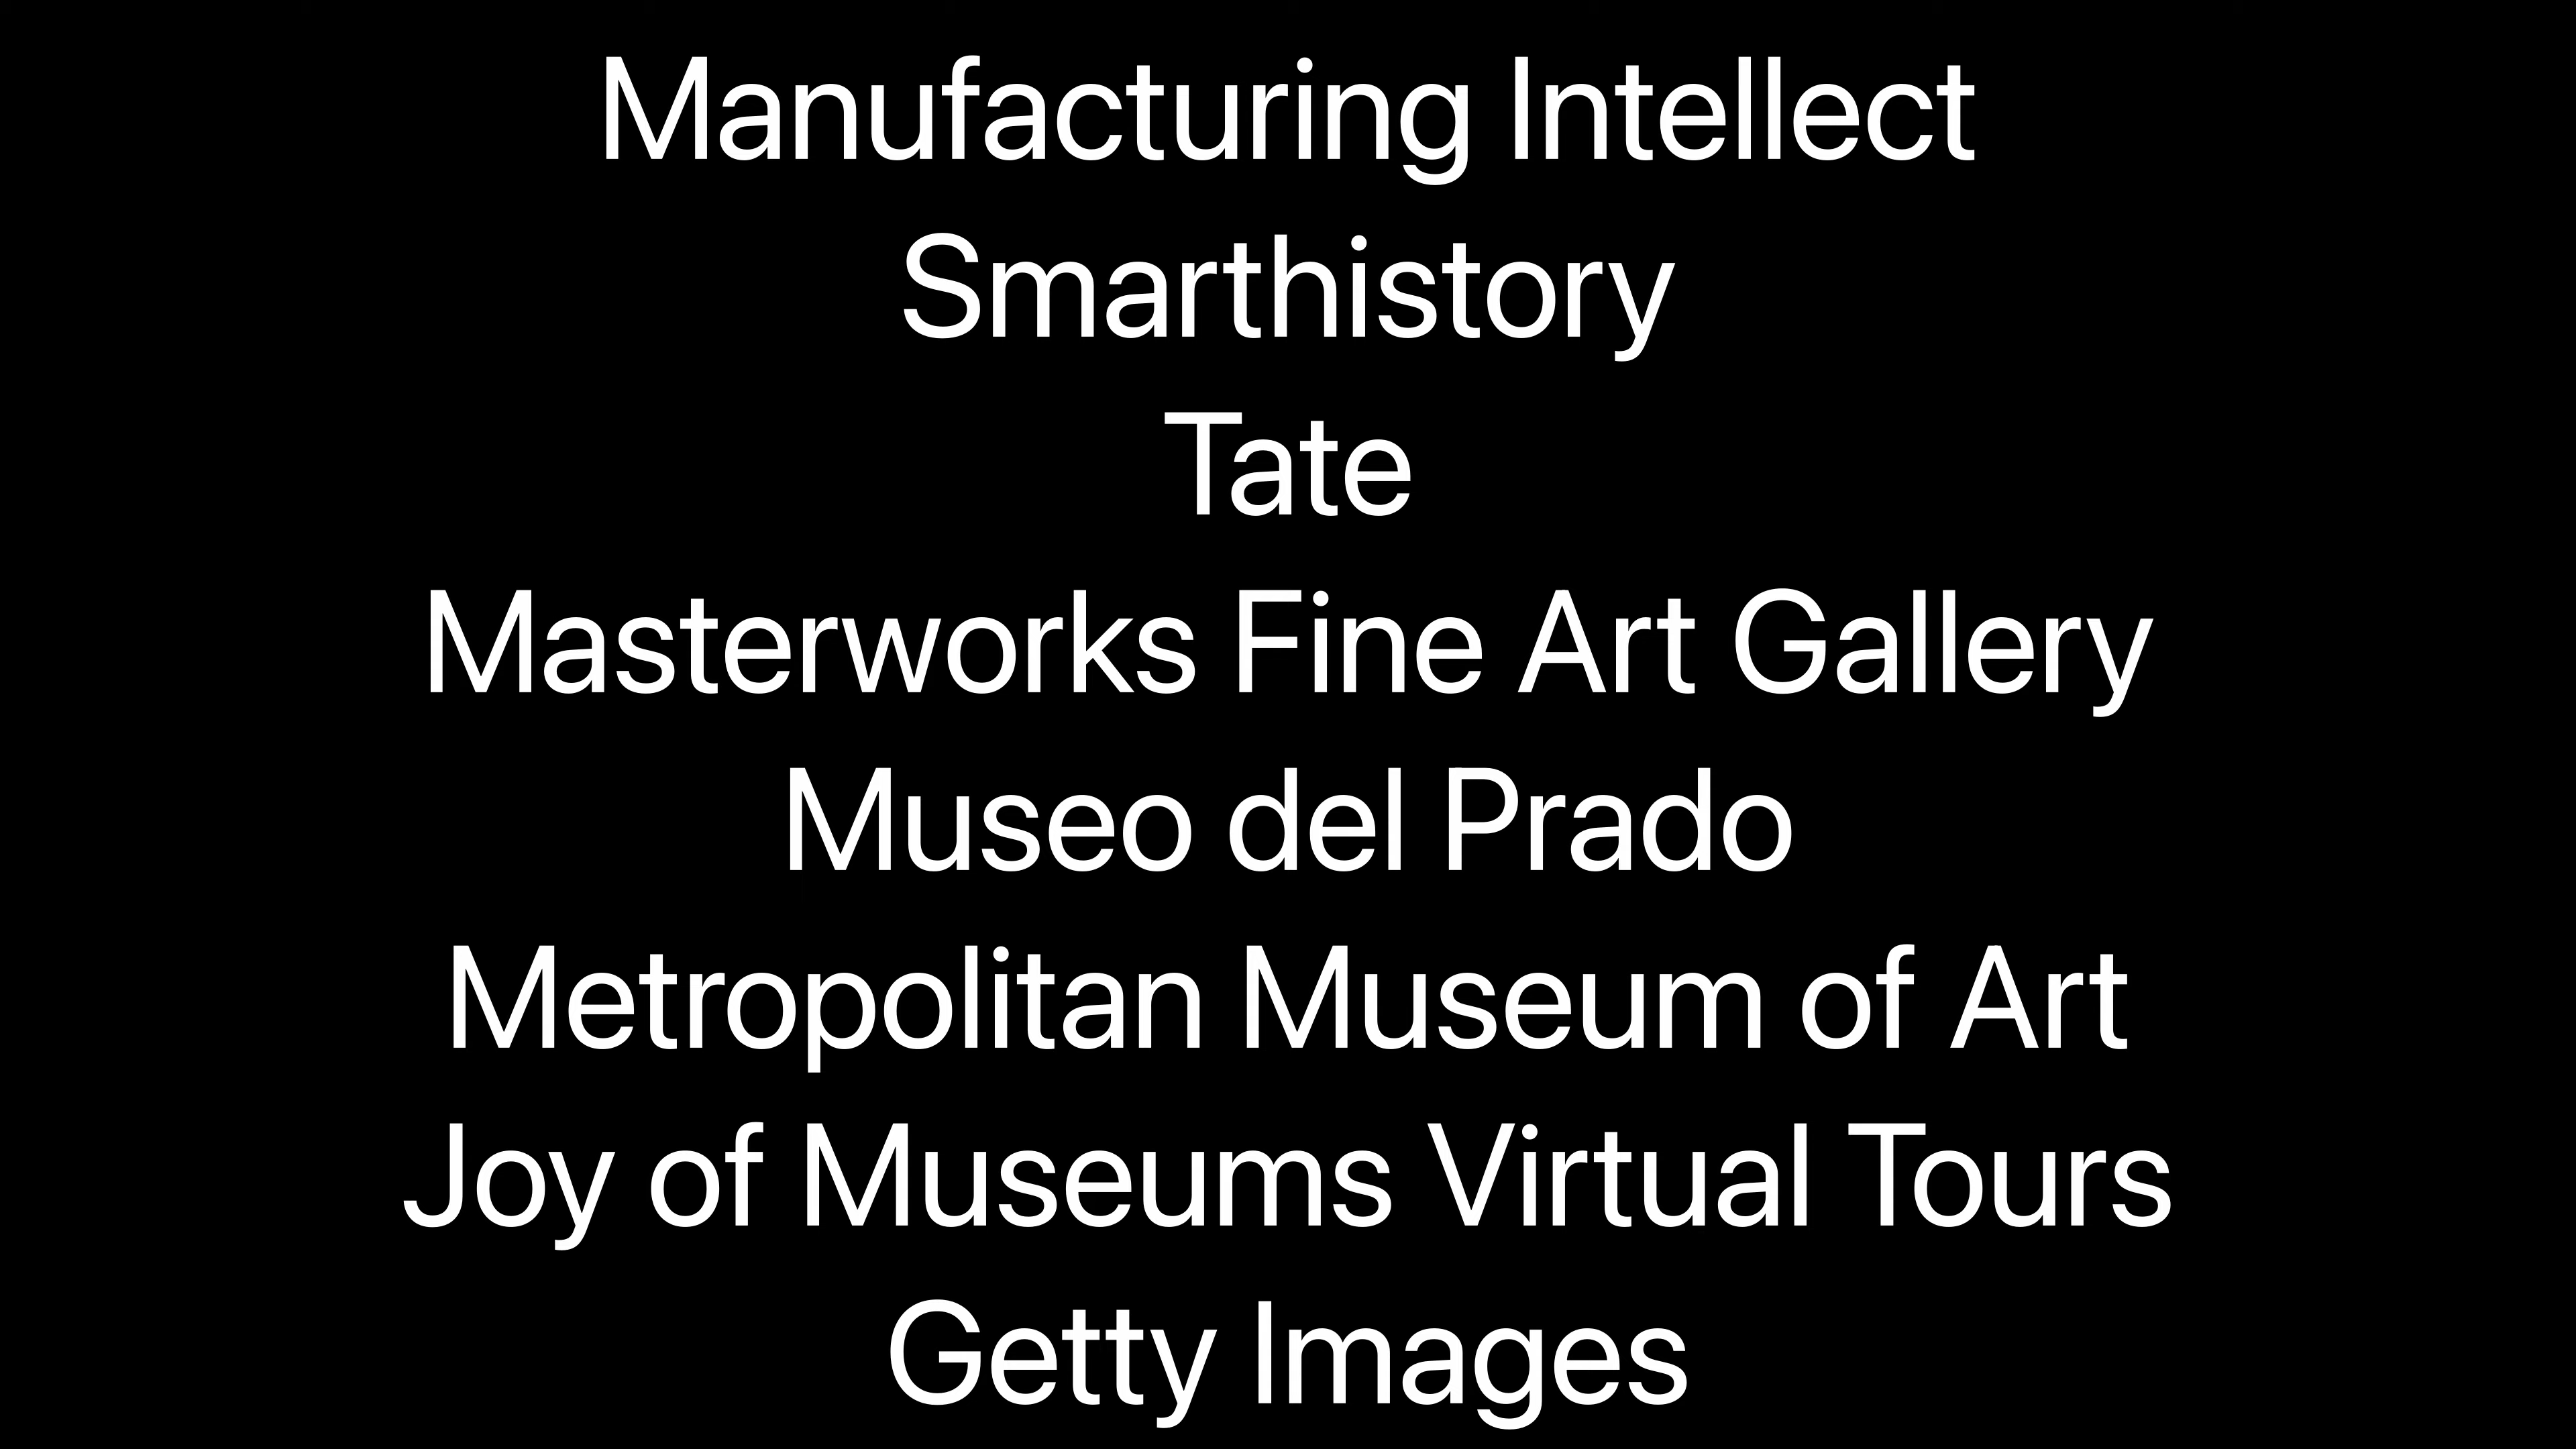 Manufacturing Intellect
Smarthistory
Tate
Masterworks Fine Art Gallery
Museo del Prado
Metropolitan Museum of Art
Joy of Museums Virtual Tours
Getty Images